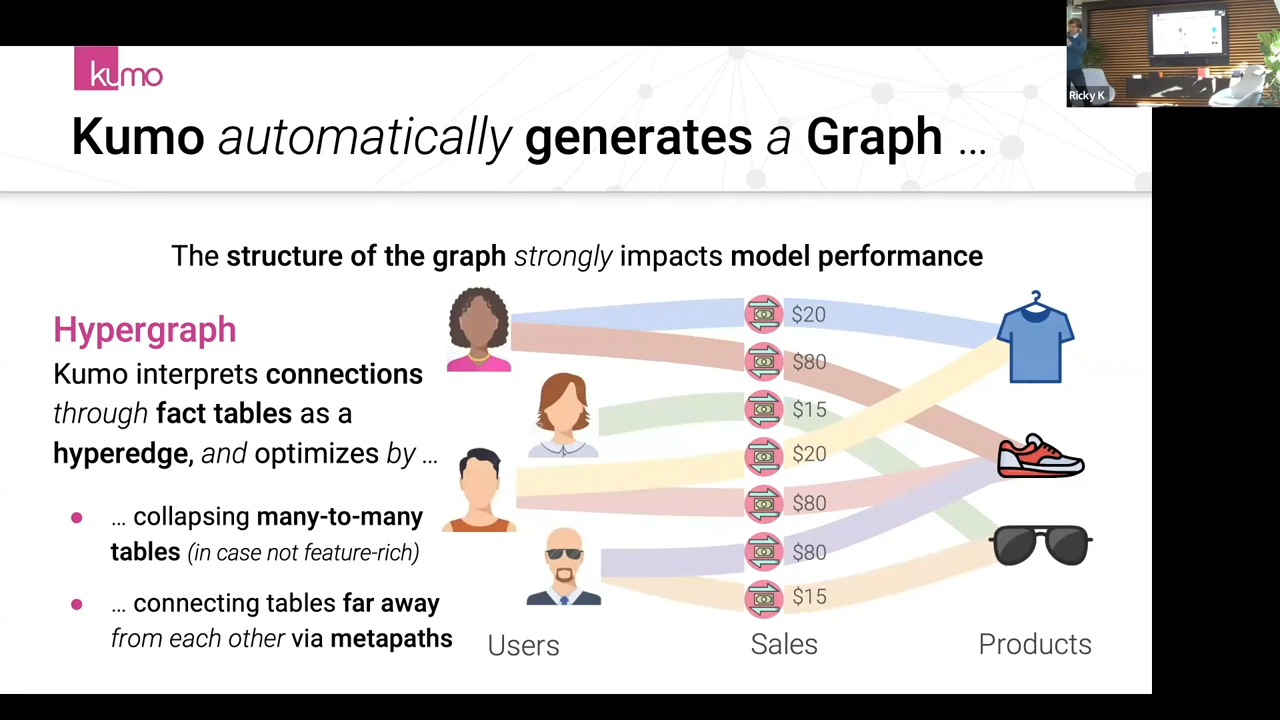 kumo
Ricky K
Kumo automatically generates a Graph ...
The structure of the graph strongly impacts model performance
Hypergraph
Kumo interprets connections
through fact tables as a
hyperedge, and optimizes by ...
... collapsing many-to-many
tables (in case not feature-rich)
... connecting tables far away
from each other via metapaths
$20
$80
$15
$20
$80
$80
$15
Users
Sales
Products